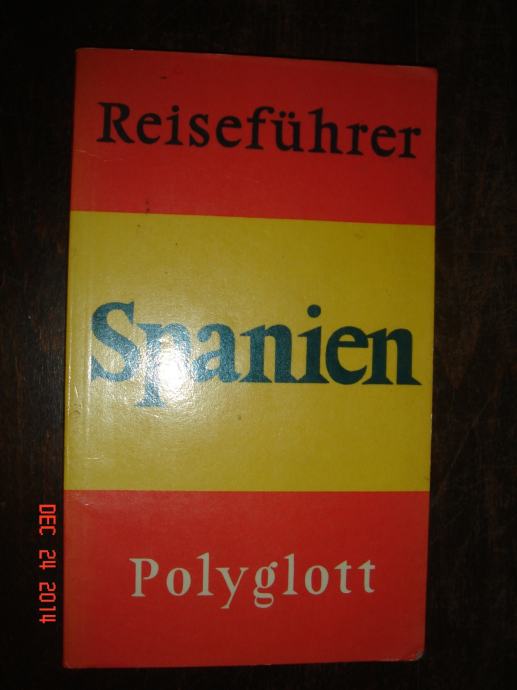 Reiseführer
Spanien
Polyglott
DEC 24 2014